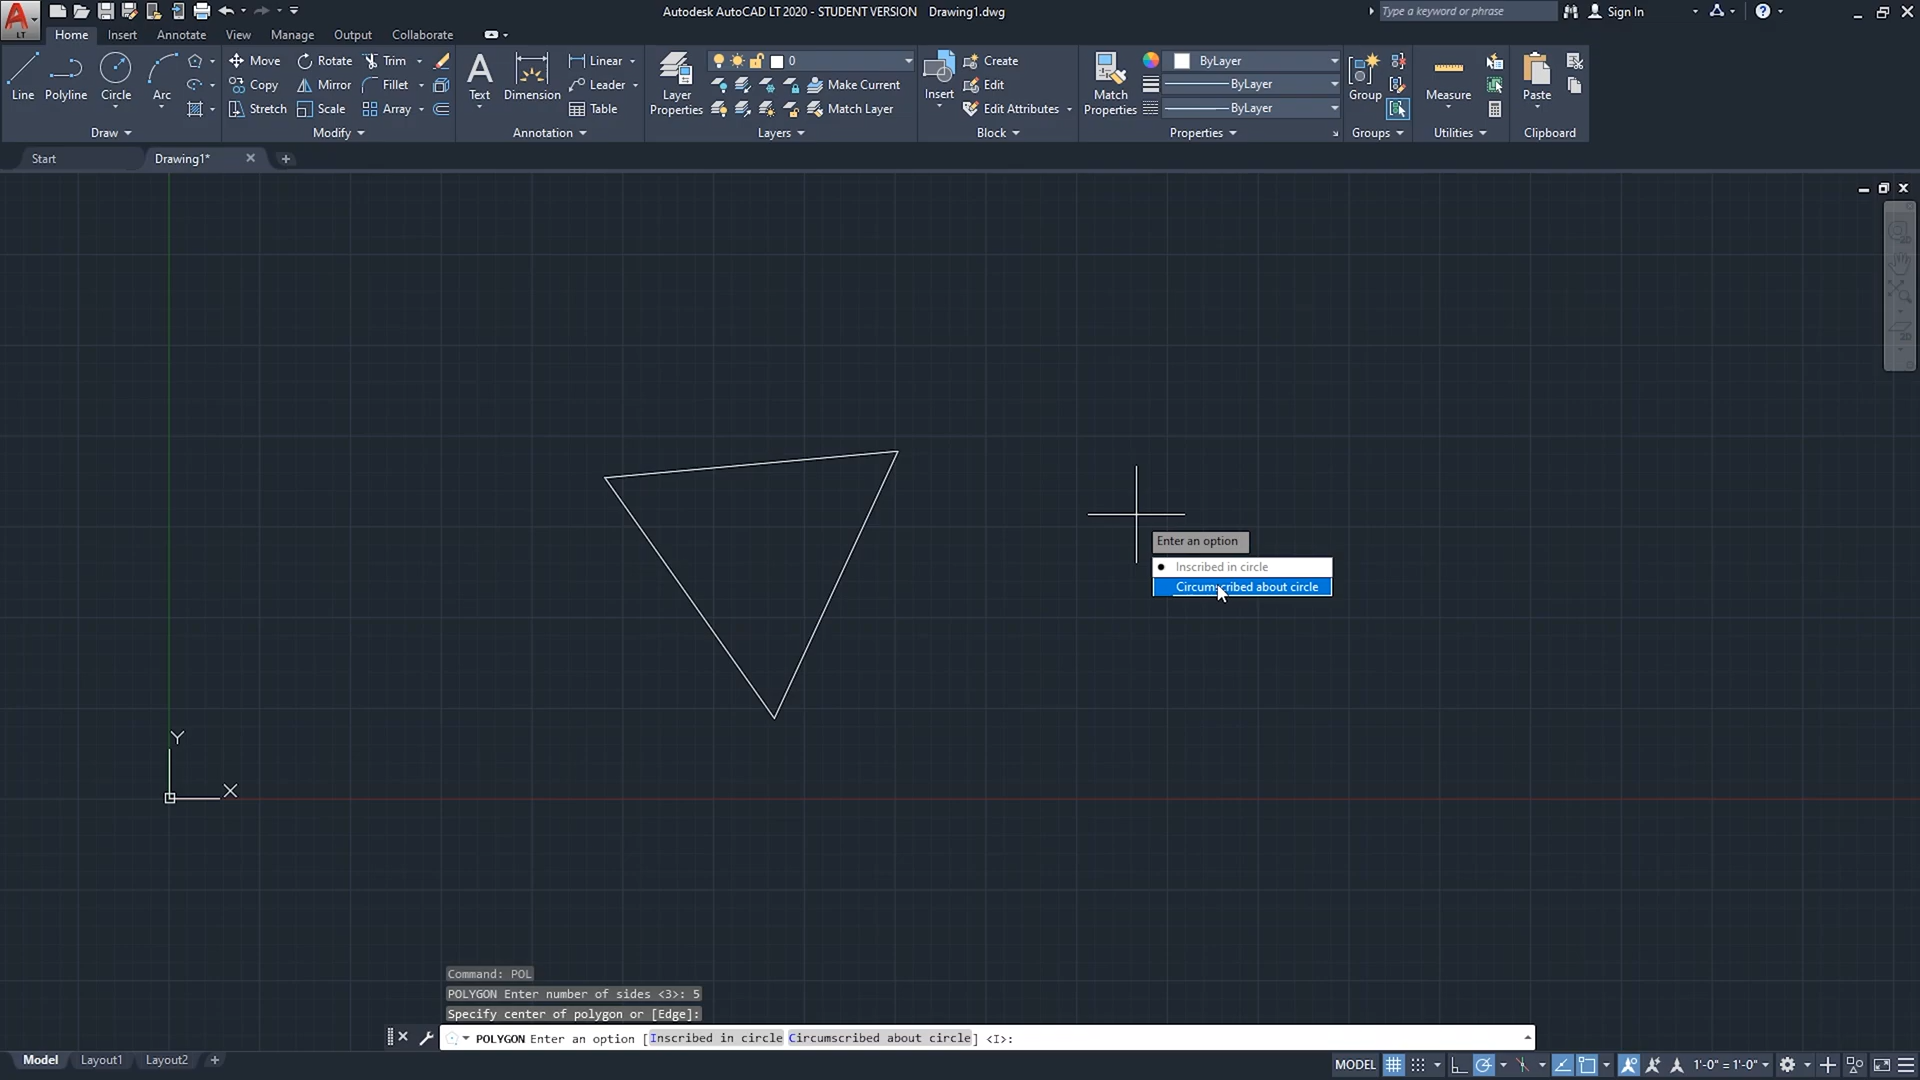 Autodesk AutoCAD LT 2020 - STUDENT VERSION Drawing1.dwg
Type a keyword or phrase
Sign In
LT
Home Insert Annotate View Manage Output Collaborate
Line
Polyline
Circle
Arc
Draw
Move Rotate Trim
Copy Mirror Fillet
Stretch Scale Array
Modify
Text
Dimension
Linear
Leader
Table
Annotation
Layer
Properties
0
Make Current
Match Layer
Layers
Insert
Create
Edit
Edit Attributes
Block
Match
Properties
ByLayer
ByLayer
ByLayer
Properties
Group
Groups
Measure
Utilities
Paste
Clipboard
Start
Drawing1*
Enter an option
Inscribed in circle
Circumscribed about circle
Y
X
Command: POL
POLYGON Enter number of sides <3>: 5
Specify center of polygon or [Edge]:
POLYGON Enter an option [Inscribed in circle Circumscribed about circle] <I>:
Model Layout1 Layout2
MODEL
1'-0" = 1'-0"